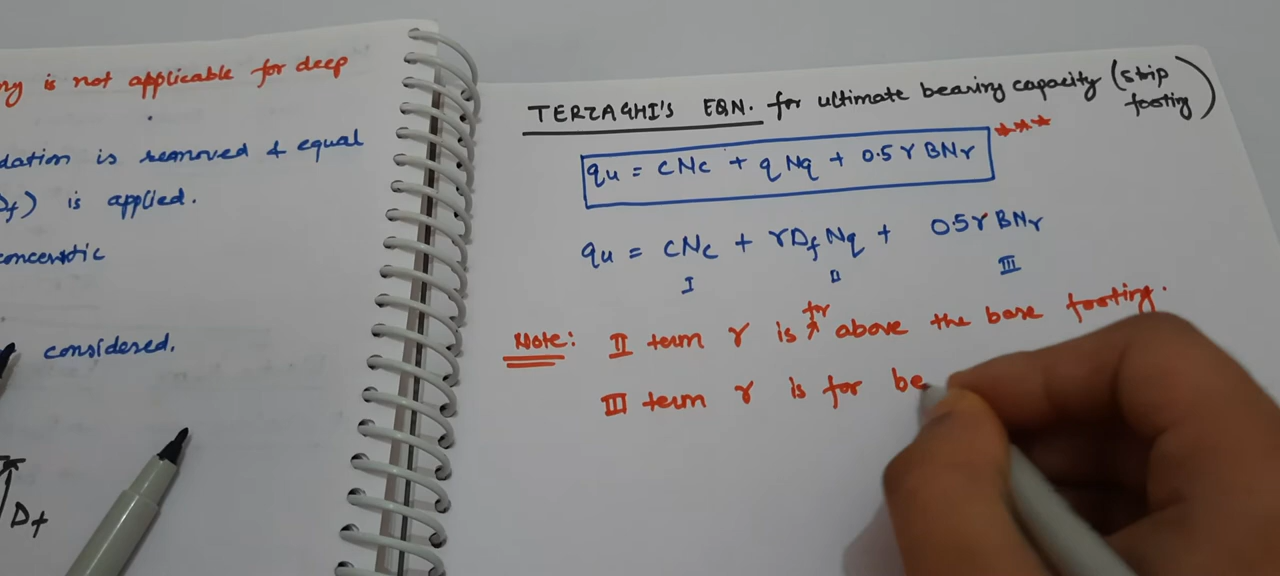 ny is not applicable for deep
dation is removed & equal
Df) is applied.
oncentric
considered.
Df
TERZAGHI'S EQN. for ultimate bearing capacity (strip footing)
qu = CNc + qNq + 0.5γBNγ ***
qu = CNc + γDfNq + 0.5γBNγ
I II III
Note: II term γ is for above the base footing.
III term γ is for be